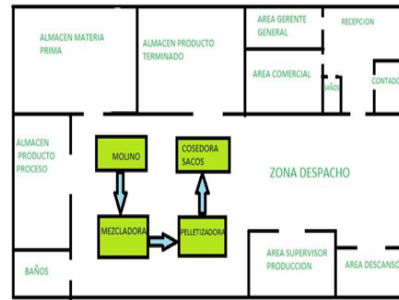 ALMACEN MATERIA
PRIMA
ALMACEN PRODUCTO
TERMINADO
AREA GERENTE
GENERAL
RECEPCION
AREA COMERCIAL
BAÑOS
CONTADO
ALMACEN
PRODUCTO
PROCESO
MOLINO
COSEDORA
SACOS
ZONA DESPACHO
MEZCLADORA
PELLETIZADORA
AREA SUPERVISOR
PRODUCCION
AREA DESCANSO
BAÑOS